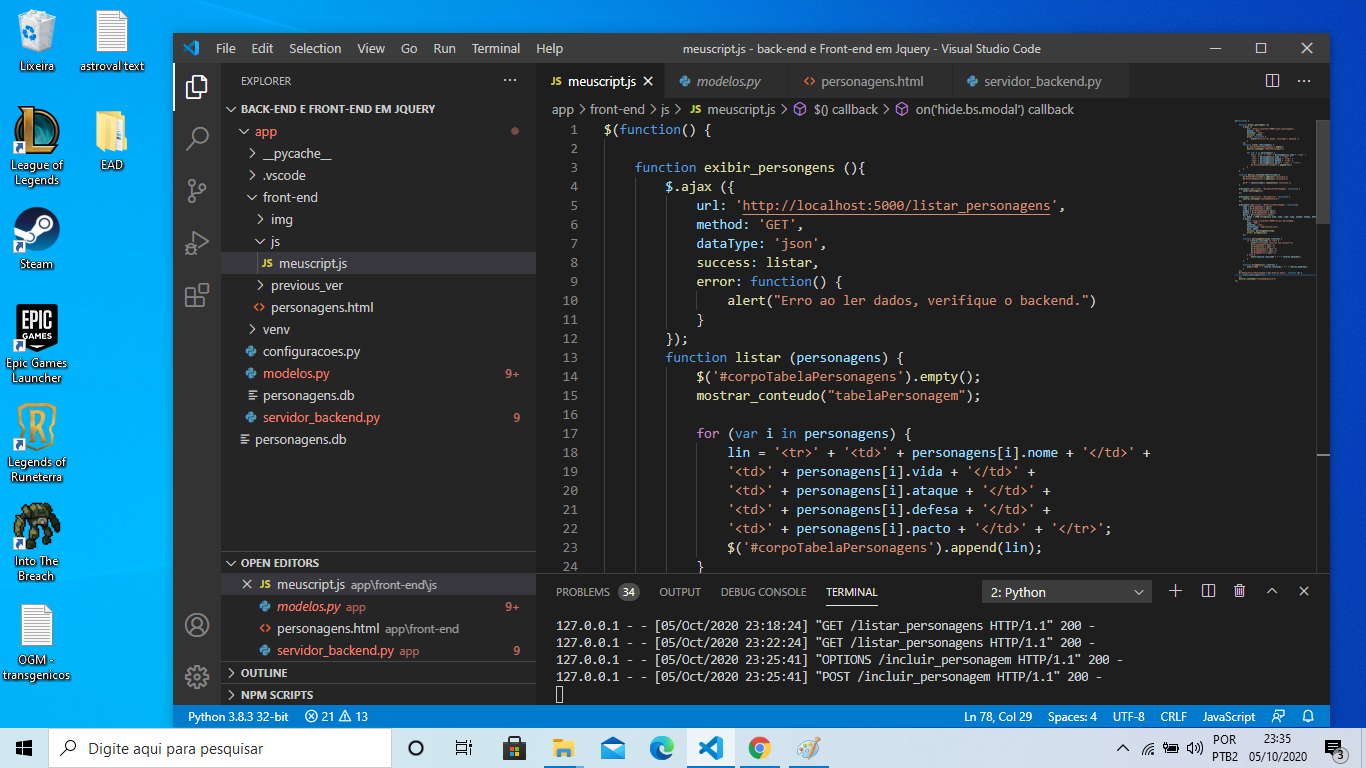 Lixeira
astroval text
League of
Legends
EAD
Steam
EPIC
GAMES
Epic Games
Launcher
Legends of
Runeterra
Into The
Breach
OGM -
transgenicos
File Edit Selection View Go Run Terminal Help
meuscript.js - back-end e Front-end em Jquery - Visual Studio Code
EXPLORER
BACK-END E FRONT-END EM JQUERY
app
__pycache__
.vscode
front-end
img
js
JS meuscript.js
previous_ver
<> personagens.html
venv
configuracoes.py
modelos.py 9+
personagens.db
servidor_backend.py 9
personagens.db
OPEN EDITORS
JS meuscript.js app\front-end\js
modelos.py app 9+
<> personagens.html app\front-end
servidor_backend.py app 9
OUTLINE
NPM SCRIPTS
JS meuscript.js modelos.py <> personagens.html servidor_backend.py
app > front-end > js > JS meuscript.js > $() callback > on('hide.bs.modal') callback
1 $(function() {
2
3 function exibir_persongens (){
4 $.ajax ({
5 url: 'http://localhost:5000/listar_personagens',
6 method: 'GET',
7 dataType: 'json',
8 success: listar,
9 error: function() {
10 alert("Erro ao ler dados, verifique o backend.")
11 }
12 });
13 function listar (personagens) {
14 $('#corpoTabelaPersonagens').empty();
15 mostrar_conteudo("tabelaPersonagem");
16
17 for (var i in personagens) {
18 lin = '<tr>' + '<td>' + personagens[i].nome + '</td>' +
19 '<td>' + personagens[i].vida + '</td>' +
20 '<td>' + personagens[i].ataque + '</td>' +
21 '<td>' + personagens[i].defesa + '</td>' +
22 '<td>' + personagens[i].pacto + '</td>' + '</tr>';
23 $('#corpoTabelaPersonagens').append(lin);
24 }
PROBLEMS 34 OUTPUT DEBUG CONSOLE TERMINAL 2: Python
127.0.0.1 - - [05/Oct/2020 23:18:24] "GET /listar_personagens HTTP/1.1" 200 -
127.0.0.1 - - [05/Oct/2020 23:22:24] "GET /listar_personagens HTTP/1.1" 200 -
127.0.0.1 - - [05/Oct/2020 23:25:41] "OPTIONS /incluir_personagem HTTP/1.1" 200 -
127.0.0.1 - - [05/Oct/2020 23:25:41] "POST /incluir_personagem HTTP/1.1" 200 -
Python 3.8.3 32-bit 21 13 Ln 78, Col 29 Spaces: 4 UTF-8 CRLF JavaScript
Digite aqui para pesquisar
POR
PTB2
23:35
05/10/2020
3